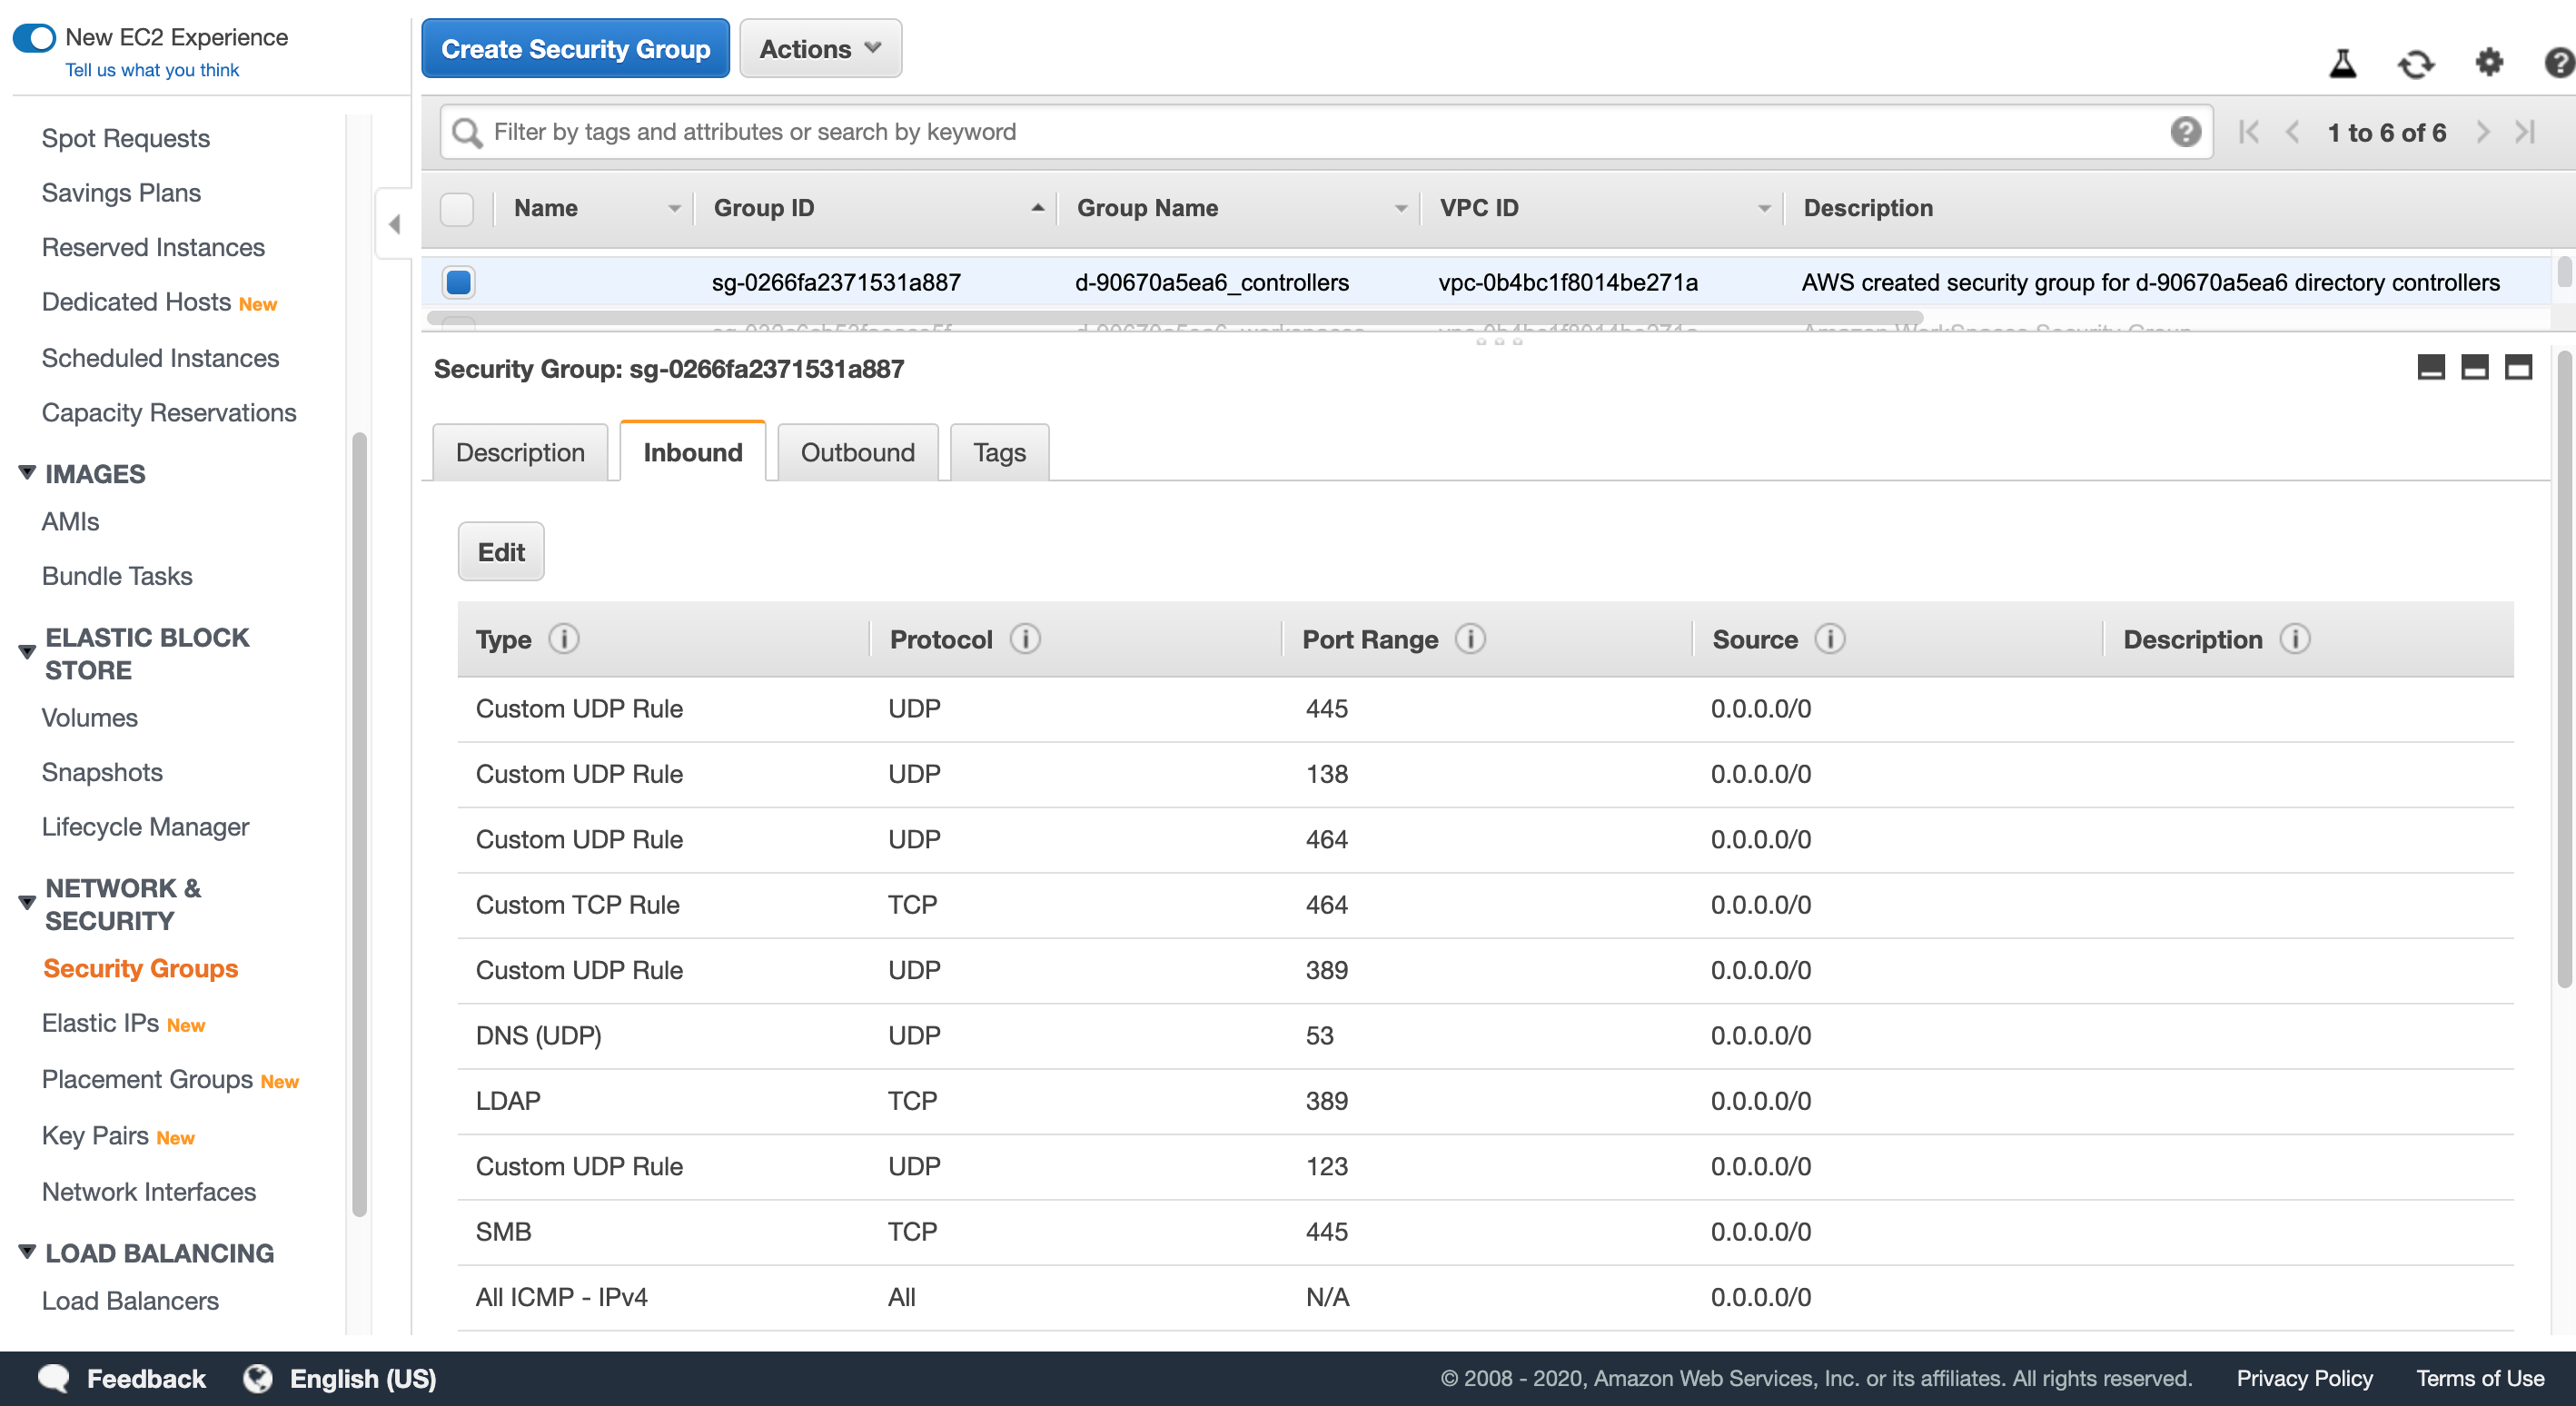 New EC2 Experience
Tell us what you think
Spot Requests
Savings Plans
Reserved Instances
Dedicated Hosts New
Scheduled Instances
Capacity Reservations
IMAGES
AMIs
Bundle Tasks
ELASTIC BLOCK
STORE
Volumes
Snapshots
Lifecycle Manager
NETWORK &
SECURITY
Security Groups
Elastic IPs New
Placement Groups New
Key Pairs New
Network Interfaces
LOAD BALANCING
Load Balancers
Create Security Group Actions
Filter by tags and attributes or search by keyword 1 to 6 of 6
Name Group ID Group Name VPC ID Description
sg-0266fa2371531a887 d-90670a5ea6_controllers vpc-0b4bc1f8014be271a AWS created security group for d-90670a5ea6 directory controllers
d-90670a5ea6_workspaces vpc-0b4bc1f8014be271a Amazon WorkSpaces Security Group
Security Group: sg-0266fa2371531a887
Description Inbound Outbound Tags
Edit
Type Protocol Port Range Source Description
Custom UDP Rule UDP 445 0.0.0.0/0
Custom UDP Rule UDP 138 0.0.0.0/0
Custom UDP Rule UDP 464 0.0.0.0/0
Custom TCP Rule TCP 464 0.0.0.0/0
Custom UDP Rule UDP 389 0.0.0.0/0
DNS (UDP) UDP 53 0.0.0.0/0
LDAP TCP 389 0.0.0.0/0
Custom UDP Rule UDP 123 0.0.0.0/0
SMB TCP 445 0.0.0.0/0
All ICMP - IPv4 All N/A 0.0.0.0/0
Feedback English (US) © 2008 - 2020, Amazon Web Services, Inc. or its affiliates. All rights reserved. Privacy Policy Terms of Use